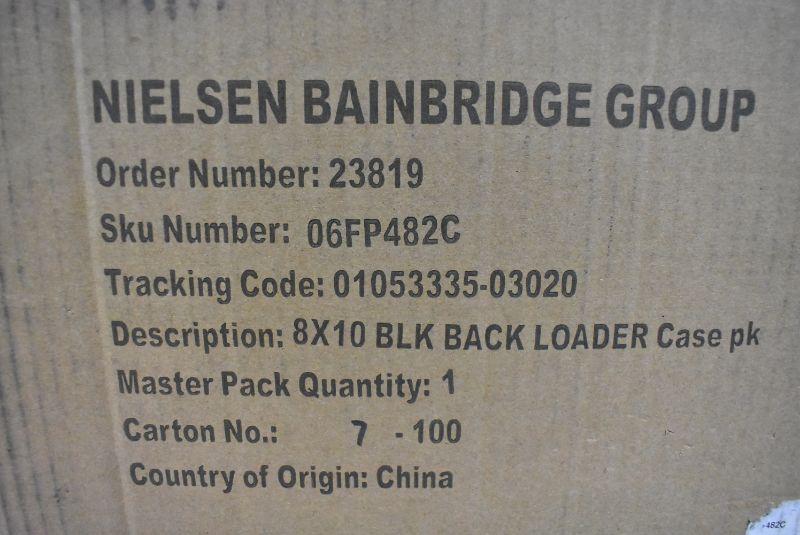 NIELSEN BAINBRIDGE GROUP
Order Number: 23819
Sku Number: 06FP482C
Tracking Code: 01053335-03020
Description: 8X10 BLK BACK LOADER Case pk
Master Pack Quantity: 1
Carton No.: 7 - 100
Country of Origin: China
-482C